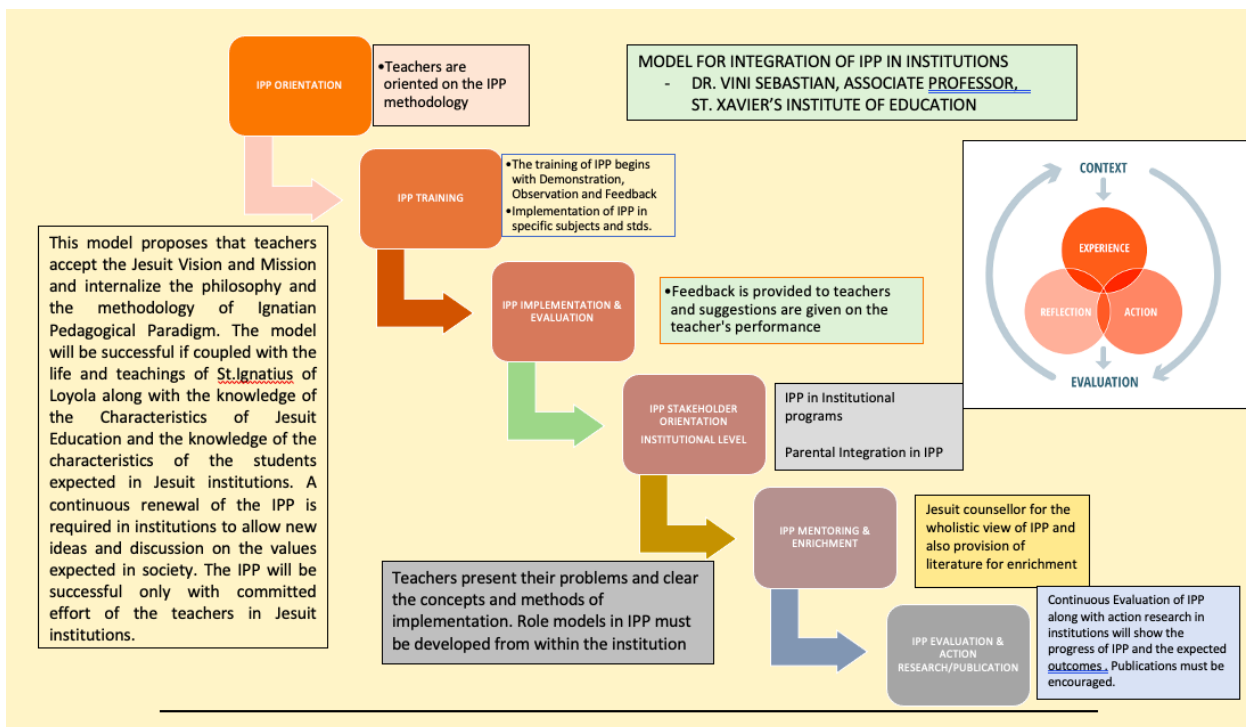 IPP ORIENTATION
•Teachers are
oriented on the IPP
methodology
MODEL FOR INTEGRATION OF IPP IN INSTITUTIONS
- DR. VINI SEBASTIAN, ASSOCIATE PROFESSOR,
ST. XAVIER'S INSTITUTE OF EDUCATION
IPP TRAINING
•The training of IPP begins
with Demonstration,
Observation and Feedback
•Implementation of IPP in
specific subjects and stds.
CONTEXT
EXPERIENCE
REFLECTION
ACTION
EVALUATION
This model proposes that teachers
accept the Jesuit Vision and Mission
and internalize the philosophy and
the methodology of Ignatian
Pedagogical Paradigm. The model
will be successful if coupled with the
life and teachings of St.Ignatius of
Loyola along with the knowledge of
the Characteristics of Jesuit
Education and the knowledge of the
characteristics of the students
expected in Jesuit institutions. A
continuous renewal of the IPP is
required in institutions to allow new
ideas and discussion on the values
expected in society. The IPP will be
successful only with committed
effort of the teachers in Jesuit
institutions.
IPP IMPLEMENTATION &
EVALUATION
•Feedback is provided to teachers
and suggestions are given on the
teacher's performance
IPP STAKEHOLDER
ORIENTATION
INSTITUTIONAL LEVEL
IPP in Institutional
programs
Parental Integration in IPP
IPP MENTORING &
ENRICHMENT
Jesuit counsellor for the
wholistic view of IPP and
also provision of
literature for enrichment
Teachers present their problems and clear
the concepts and methods of
implementation. Role models in IPP must
be developed from within the institution
IPP EVALUATION &
ACTION
RESEARCH/PUBLICATION
Continuous Evaluation of IPP
along with action research in
institutions will show the
progress of IPP and the expected
outcomes . Publications must be
encouraged.